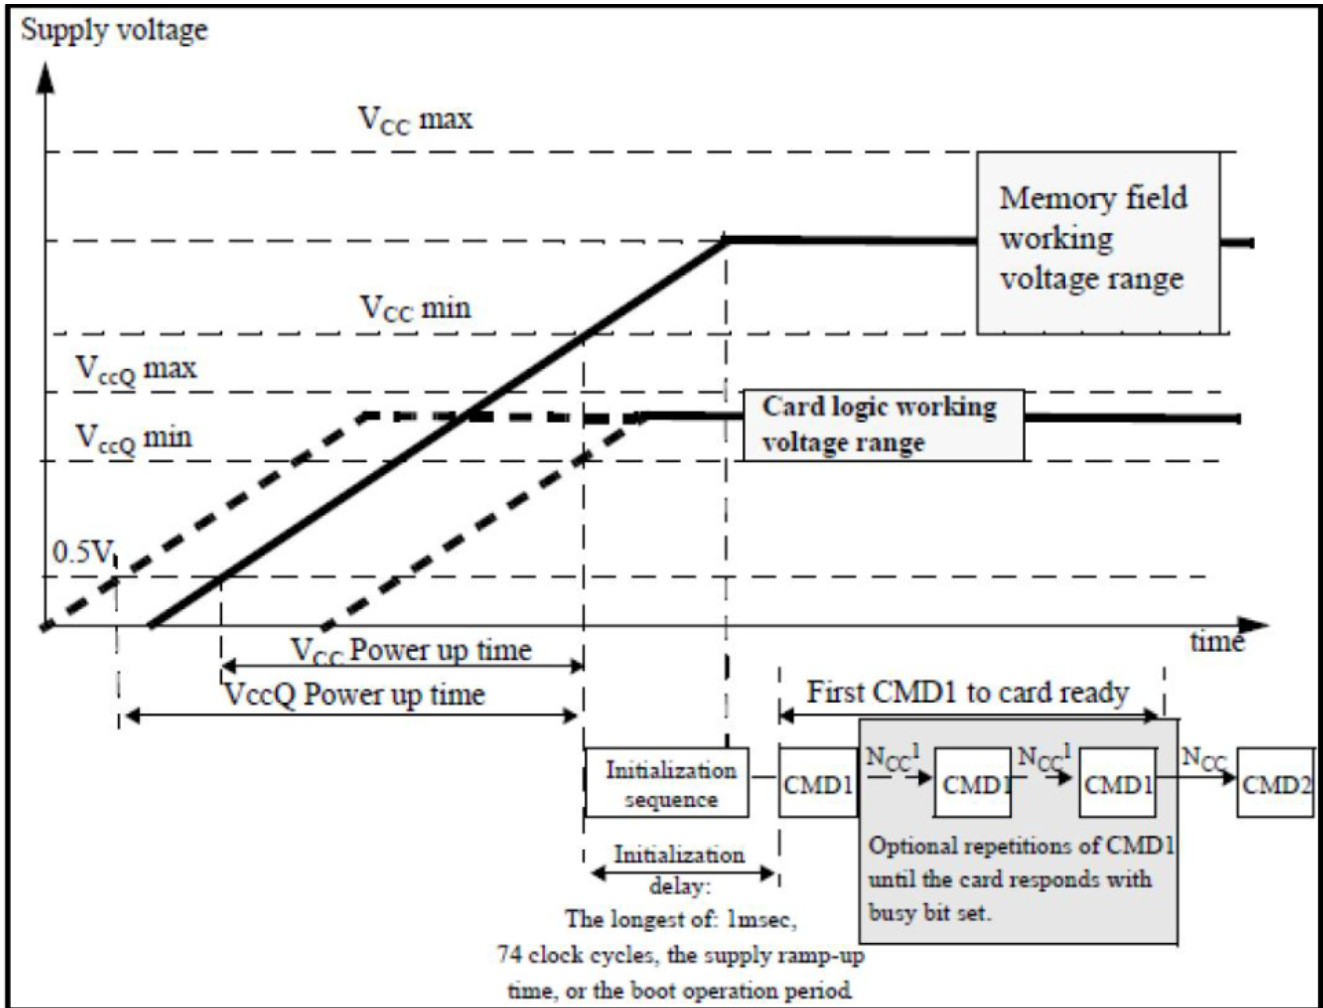 Supply voltage
VCC max
Memory field
working
voltage range
VCC min
VccQ max
Card logic working
voltage range
VccQ min
0.5V
time
VCC Power up time
VccQ Power up time
First CMD1 to card ready
Initialization
sequence
CMD1
NCC1
CMD1
NCC1
CMD1
NCC
CMD2
Optional repetitions of CMD1
until the card responds with
busy bit set.
Initialization
delay:
The longest of: 1msec,
74 clock cycles, the supply ramp-up
time, or the boot operation period